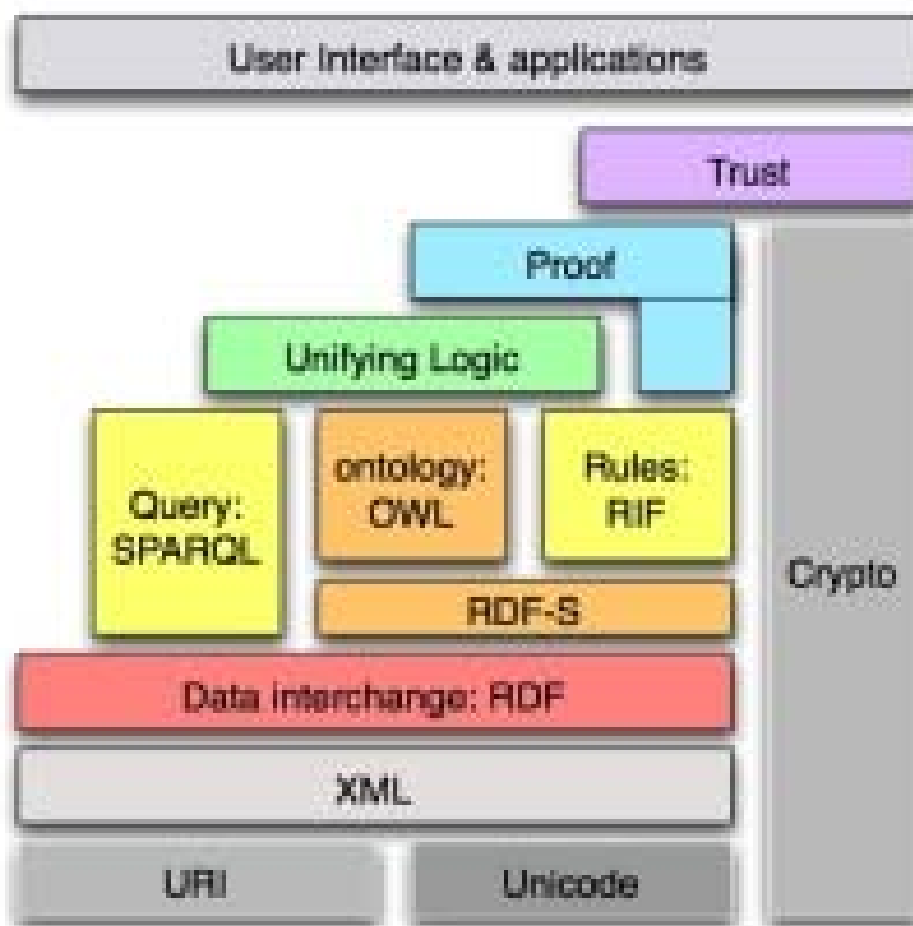 User Interface & applications
Trust
Proof
Unifying Logic
Query:
SPARQL
ontology:
OWL
Rules:
RIF
Crypto
RDF-S
Data interchange: RDF
XML
URI
Unicode